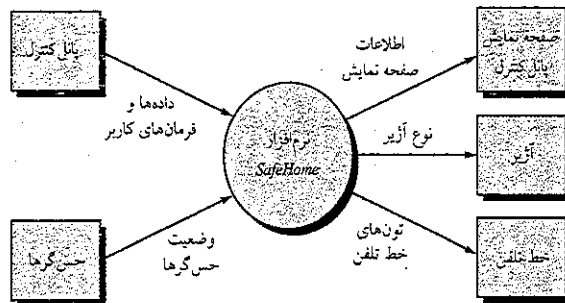 پانل کنترل
داده‌ها و
فرمان‌های کاربر
حس‌گرها
وضعیت
حس‌گرها
نرم‌افزار
SafeHome
اطلاعات
صفحه نمایش
صفحه نمایش
پانل کنترل
نوع آژیر
آژیر
تون‌های
خط تلفن
خط تلفن